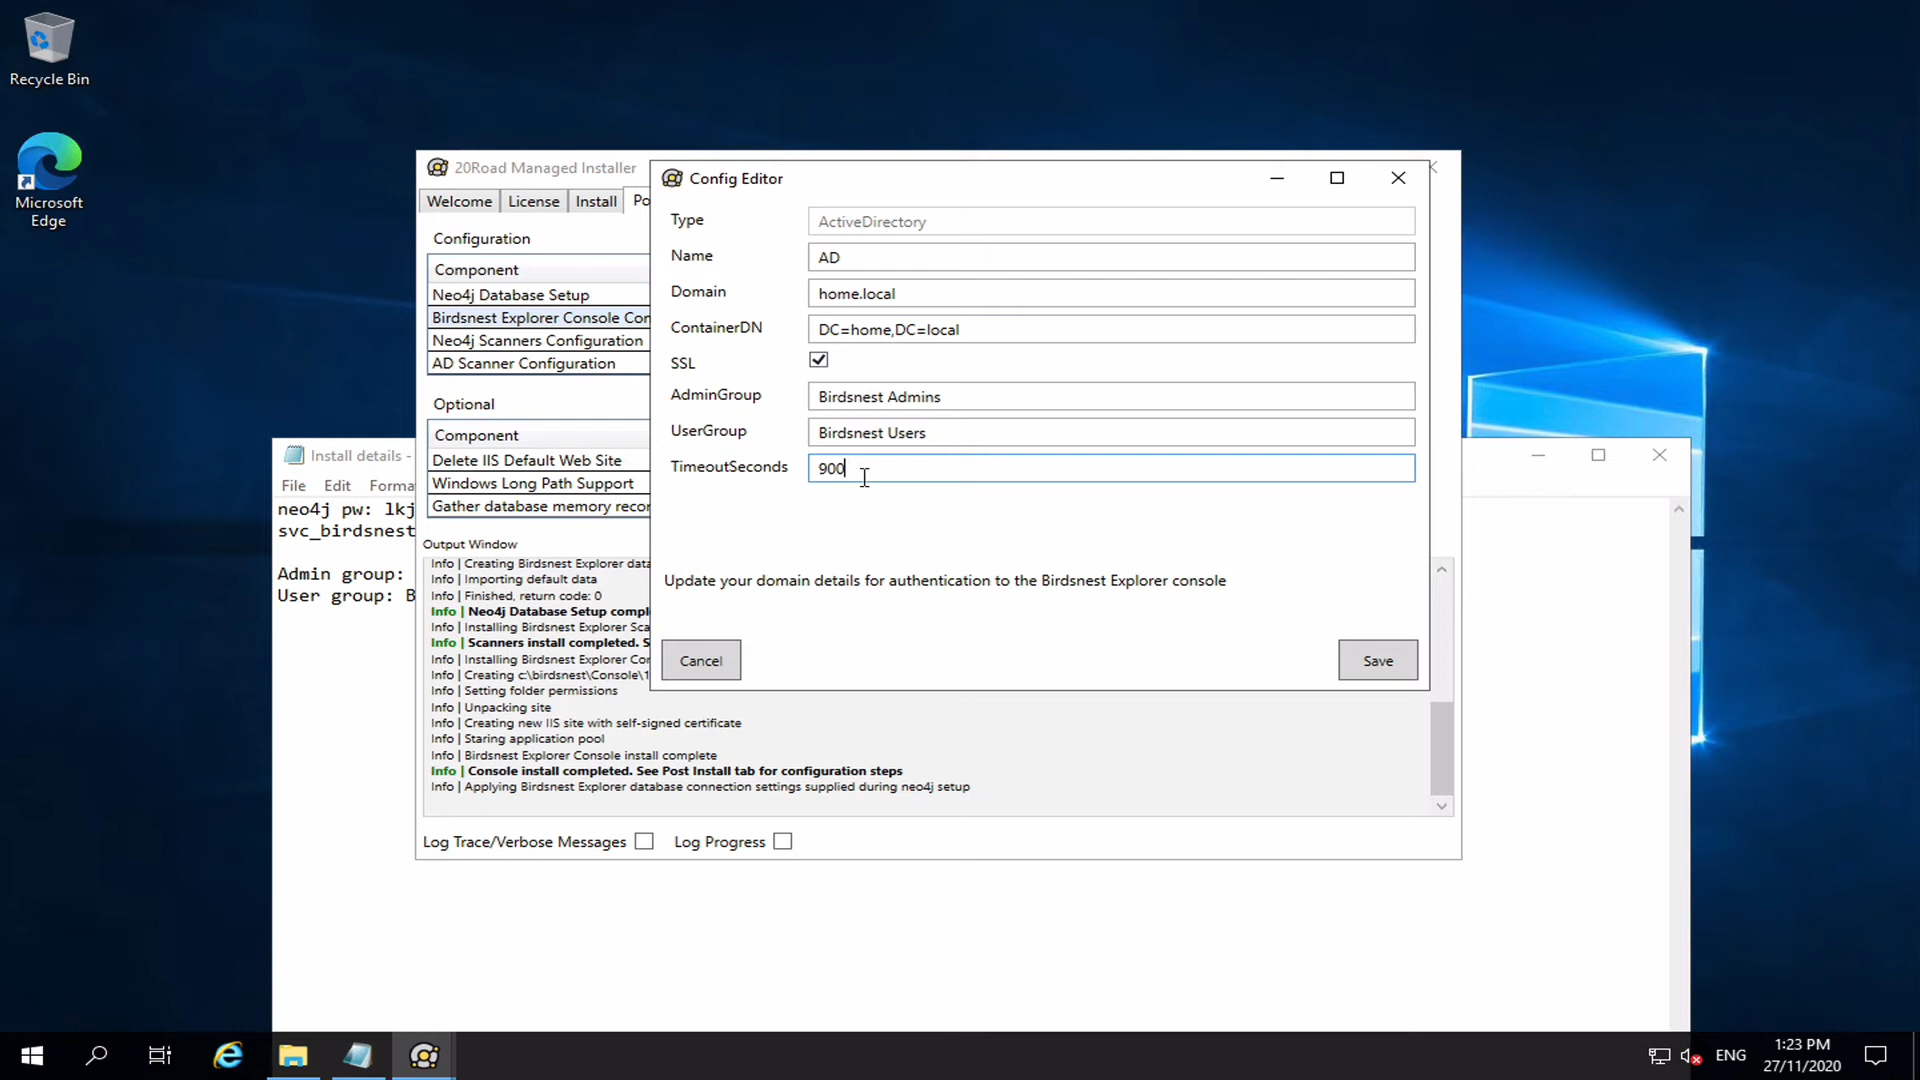 Recycle Bin
Microsoft
Edge
20Road Managed Installer
Welcome
License
Install
Po
Configuration
Component
Neo4j Database Setup
Birdsnest Explorer Console Con
Neo4j Scanners Configuration
AD Scanner Configuration
Optional
Component
Delete IIS Default Web Site
Windows Long Path Support
Gather database memory recor
Output Window
Info | Creating Birdsnest Explorer data
Info | Importing default data
Info | Finished, return code: 0
Info | Neo4j Database Setup comple
Info | Installing Birdsnest Explorer Sca
Info | Scanners install completed. S
Info | Installing Birdsnest Explorer Con
Info | Creating c:\birdsnest\Console\1
Info | Setting folder permissions
Info | Unpacking site
Info | Creating new IIS site with self-signed certificate
Info | Staring application pool
Info | Birdsnest Explorer Console install complete
Info | Console install completed. See Post Install tab for configuration steps
Info | Applying Birdsnest Explorer database connection settings supplied during neo4j setup
Log Trace/Verbose Messages
Log Progress
Config Editor
Type ActiveDirectory
Name AD
Domain home.local
ContainerDN DC=home,DC=local
SSL
AdminGroup Birdsnest Admins
UserGroup Birdsnest Users
TimeoutSeconds 900
Update your domain details for authentication to the Birdsnest Explorer console
Cancel
Save
Install details -
File Edit Forma
neo4j pw: lkj
svc_birdsnest
Admin group:
User group: B
ENG
1:23 PM
27/11/2020